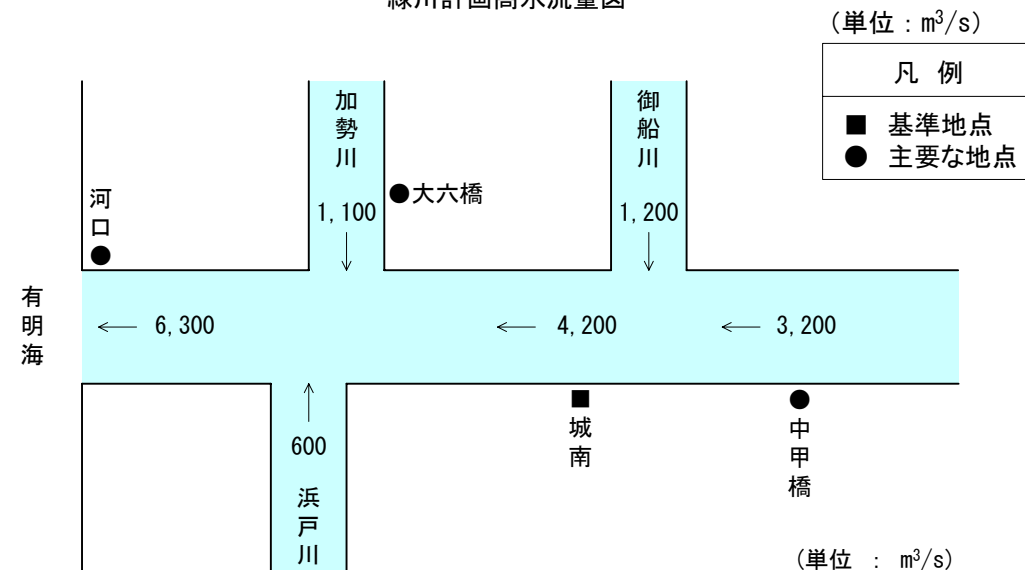 緑川計画高水流量図
(単位：m³/s)
凡 例
■ 基準地点
● 主要な地点
加勢川
御船川
河口
●大六橋
1,100
1,200
有明海
← 6,300
← 4,200
← 3,200
600
城南
中甲橋
浜戸川
(単位 ： m³/s)